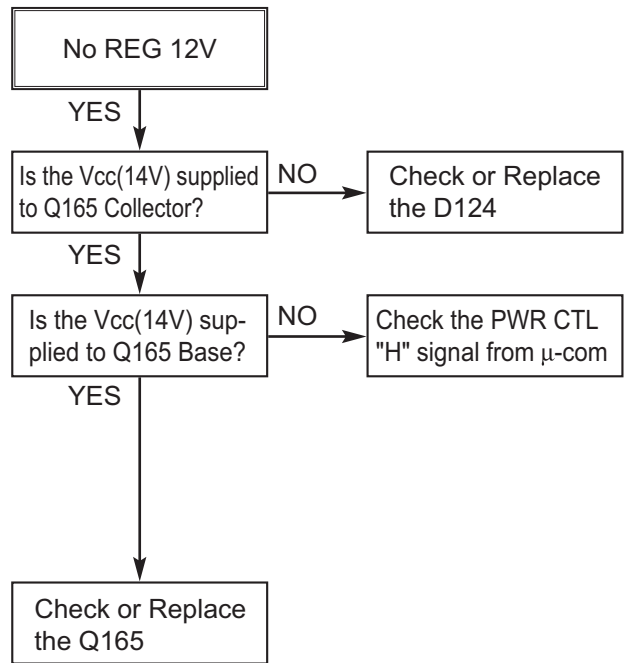 No REG 12V
YES
Is the Vcc(14V) supplied
to Q165 Collector?
NO
Check or Replace
the D124
YES
Is the Vcc(14V) sup-
plied to Q165 Base?
NO
Check the PWR CTL
"H" signal from μ-com
YES
Check or Replace
the Q165